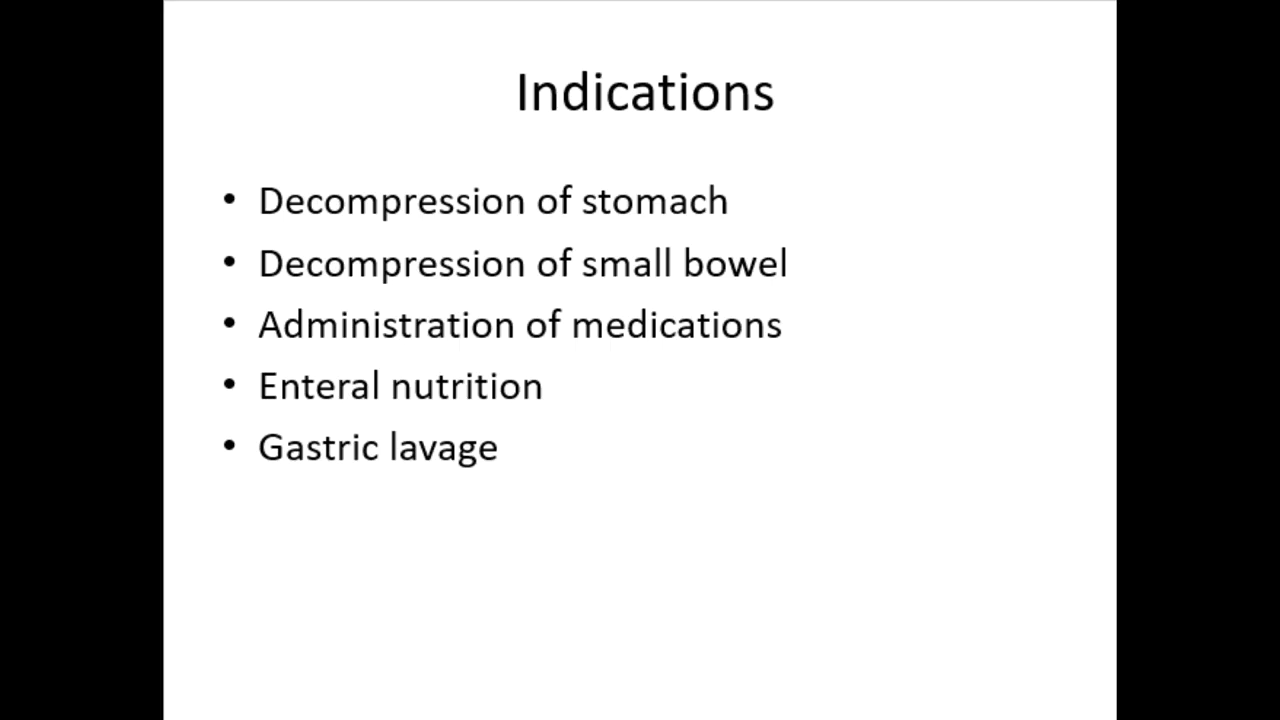 Indications
• Decompression of stomach
• Decompression of small bowel
• Administration of medications
• Enteral nutrition
• Gastric lavage